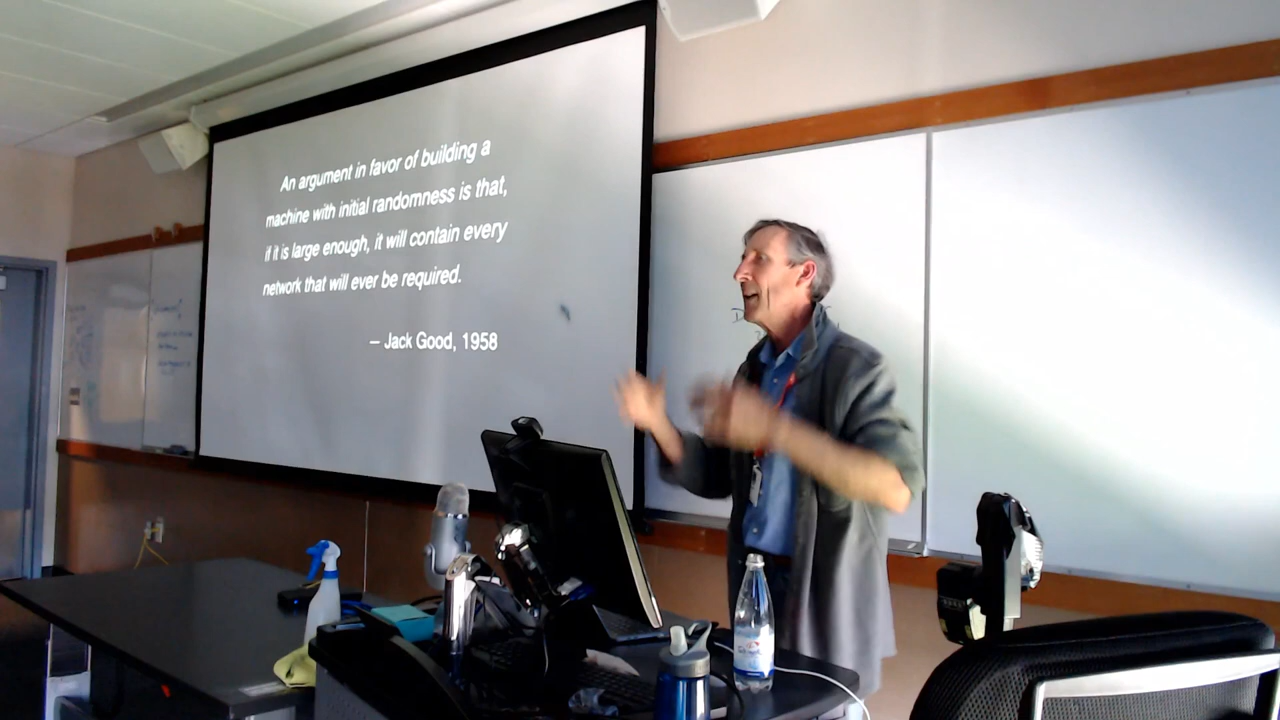 An argument in favor of building a
machine with initial randomness is that,
if it is large enough, it will contain every
network that will ever be required.
— Jack Good, 1958